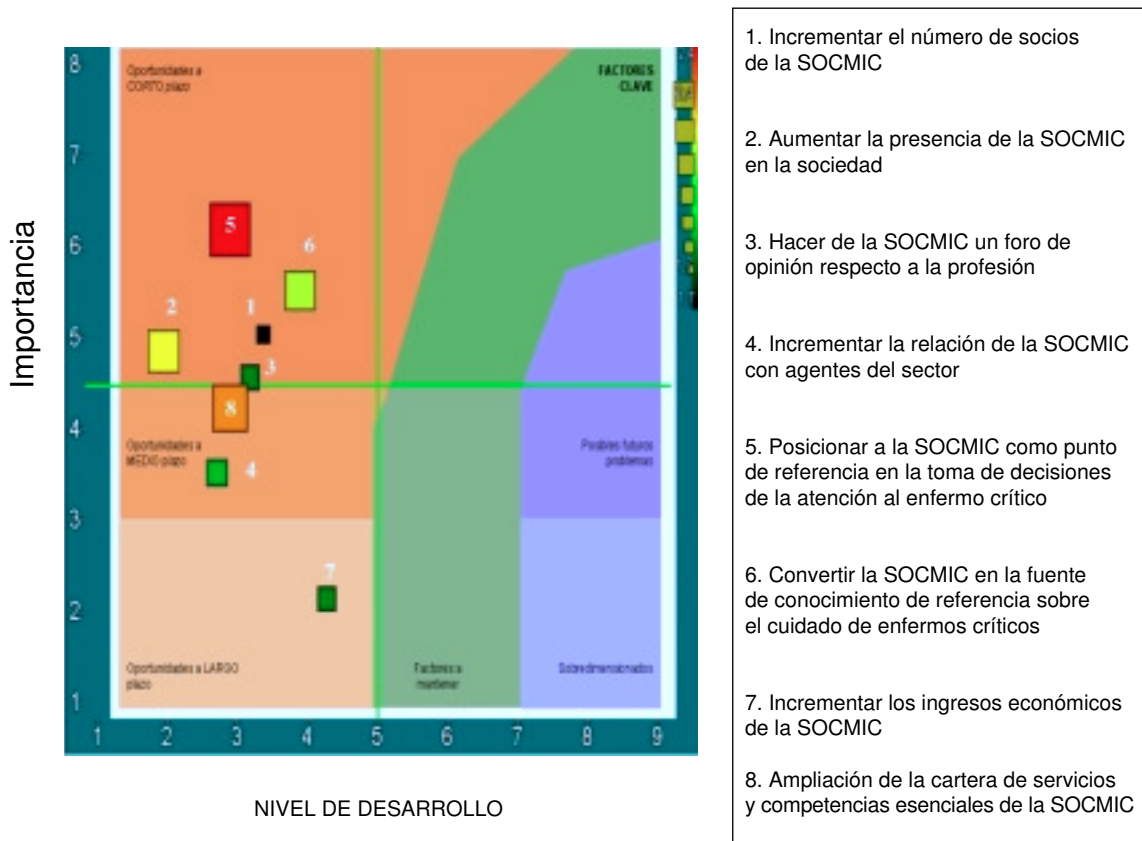 Importancia
8
7
6
5
4
3
2
1
Oportunidades a
CORTO plazo
FACTORES
CLAVE
5
6
2
1
3
8
4
7
Oportunidades a
MEDIO plazo
Posibles futuros
problemas
Oportunidades a LARGO
plazo
Factores a
mantener
Sobredimensionados
1 2 3 4 5 6 7 8 9
NIVEL DE DESARROLLO
1. Incrementar el número de socios
de la SOCMIC
2. Aumentar la presencia de la SOCMIC
en la sociedad
3. Hacer de la SOCMIC un foro de
opinión respecto a la profesión
4. Incrementar la relación de la SOCMIC
con agentes del sector
5. Posicionar a la SOCMIC como punto
de referencia en la toma de decisiones
de la atención al enfermo crítico
6. Convertir la SOCMIC en la fuente
de conocimiento de referencia sobre
el cuidado de enfermos críticos
7. Incrementar los ingresos económicos
de la SOCMIC
8. Ampliación de la cartera de servicios
y competencias esenciales de la SOCMIC